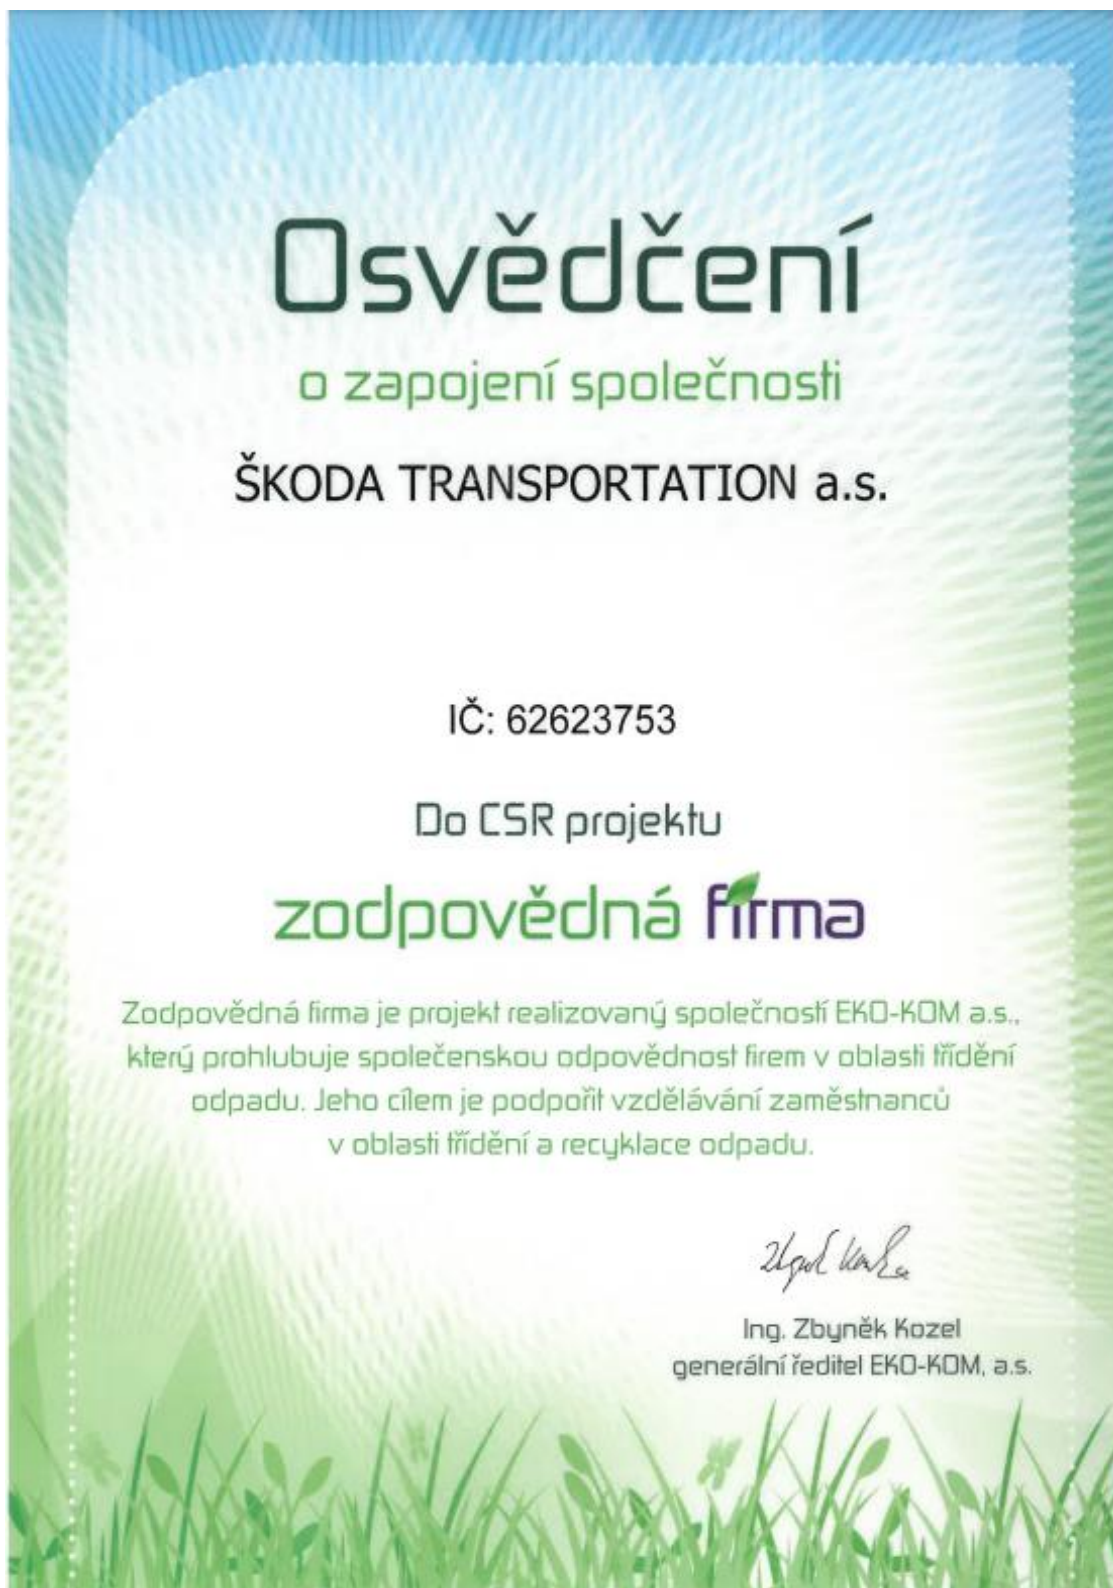 Osvědčení
o zapojení společnosti
ŠKODA TRANSPORTATION a.s.
IČ: 62623753
Do CSR projektu
zodpovědná firma
Zodpovědná firma je projekt realizovaný společností EKO-KOM a.s.,
který prohlubuje společenskou odpovědnost firem v oblasti třídění
odpadu. Jeho cílem je podpořit vzdělávání zaměstnanců
v oblasti třídění a recyklace odpadu.
Ing. Zbyněk Kozel
generální ředitel EKO-KOM, a.s.